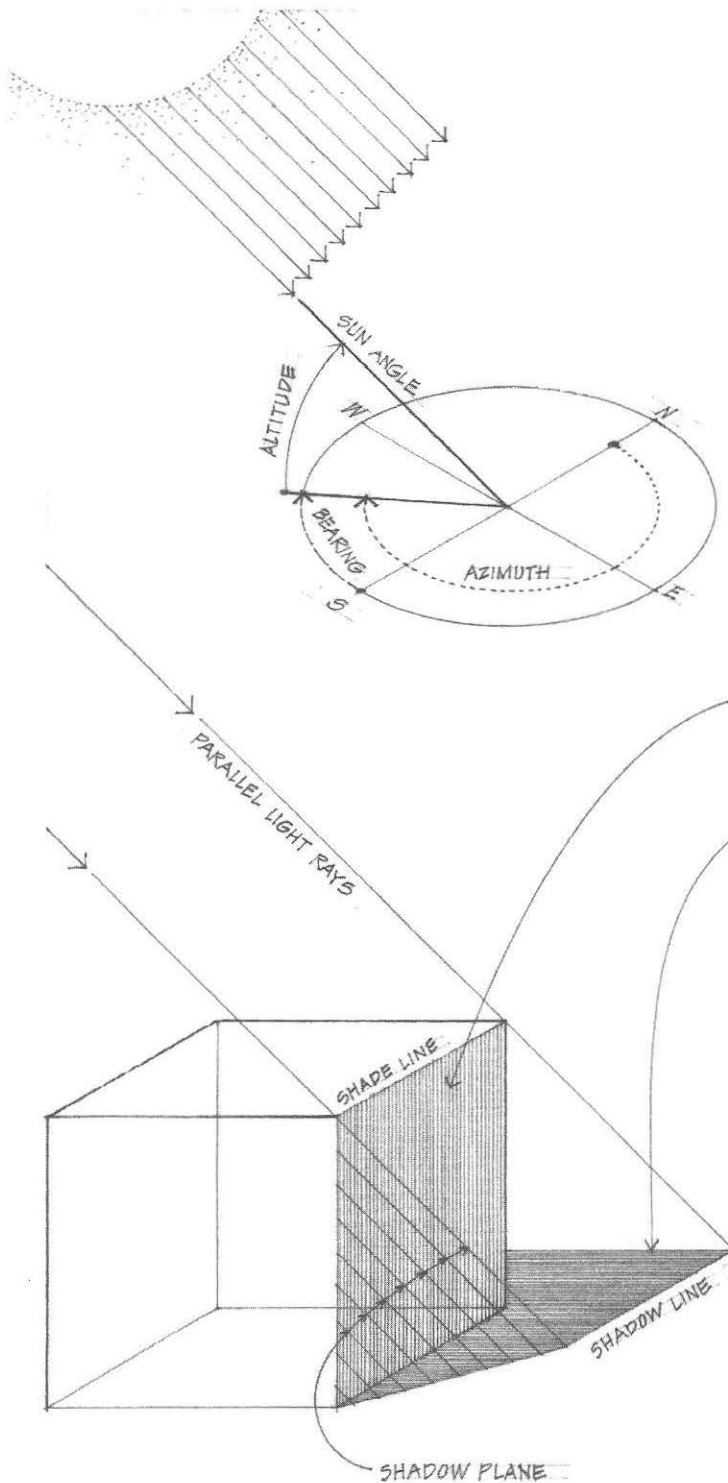 SUN ANGLE
ALTITUDE
W
N
BEARING
AZIMUTH
S
E
PARALLEL LIGHT RAYS
SHADE LINE
SHADOW LINE
SHADOW PLANE